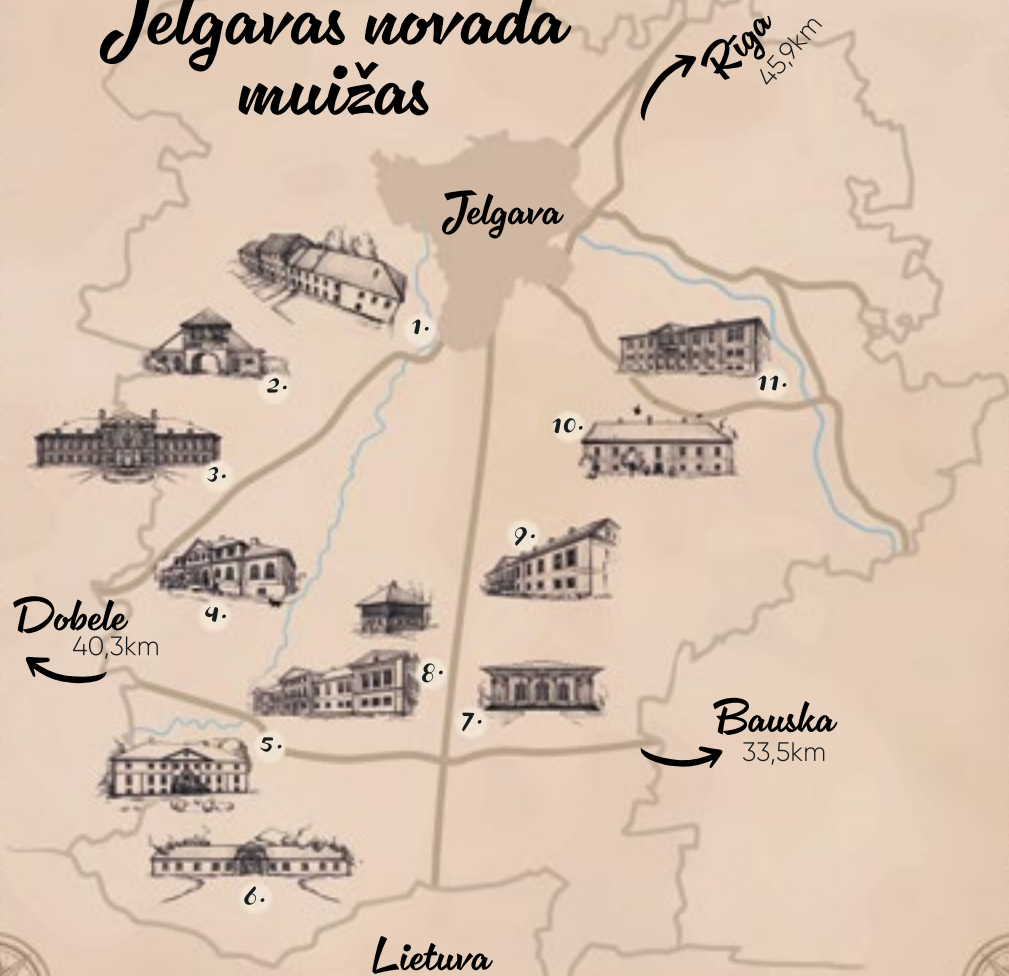 Jelgavas novada
muižas
Rīga
45,9km
Jelgava
1.
2.
11.
10.
3.
9.
4.
Dobele
40,3km
8.
7.
Bauska
33,5km
5.
6.
Lietuva